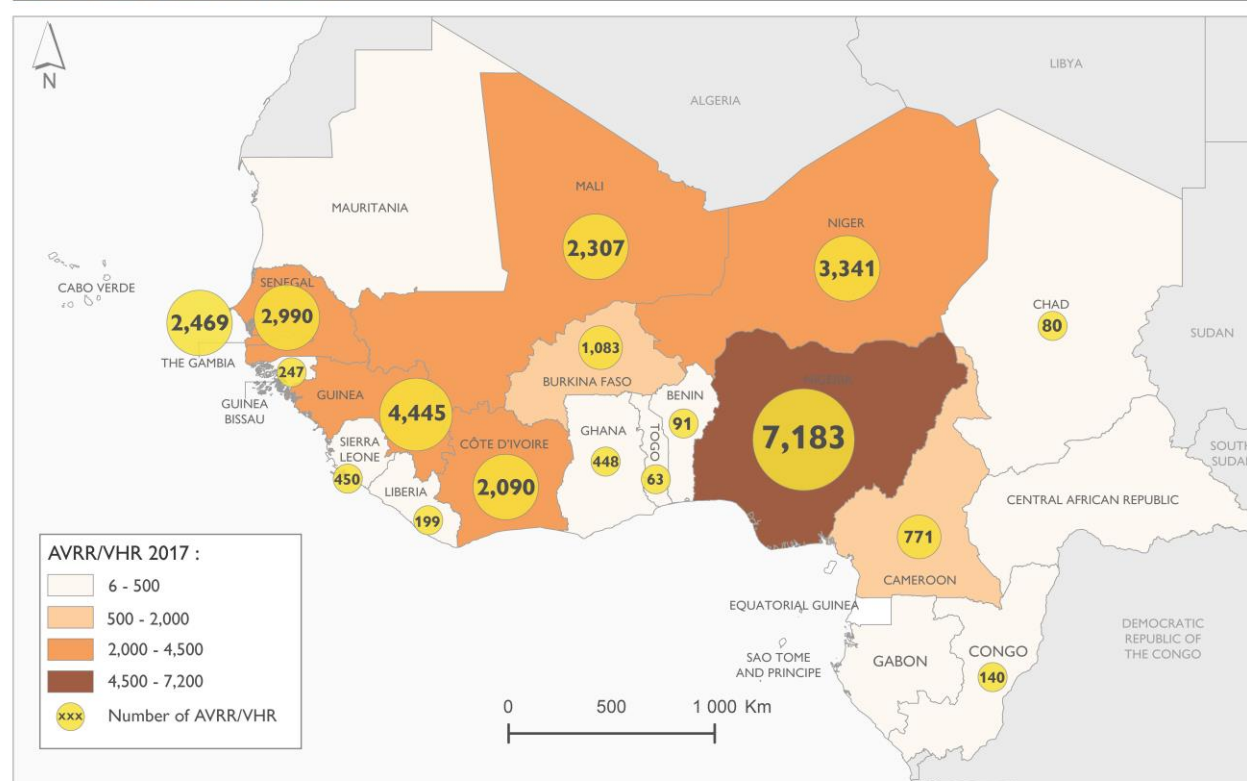 N
LIBYA
ALGERIA
MALI
MAURITANIA
2,307
NIGER
3,341
CABO VERDE
SENEGAL
2,990
2,469
CHAD
80
SUDAN
THE GAMBIA
1,083
BURKINA FASO
247
GUINEA
BISSAU
GUINEA
4,445
BENIN
91
NIGERIA
7,183
SIERRA
LEONE
450
CÔTE D'IVOIRE
2,090
GHANA
448
TOGO
63
LIBERIA
199
SOUTH
SUDAN
CENTRAL AFRICAN REPUBLIC
771
CAMEROON
EQUATORIAL GUINEA
SAO TOME
AND PRINCIPE
GABON
CONGO
140
DEMOCRATIC
REPUBLIC OF
THE CONGO
AVRR/VHR 2017 :
6 - 500
500 - 2,000
2,000 - 4,500
4,500 - 7,200
xxx Number of AVRR/VHR
0 500 1 000 Km